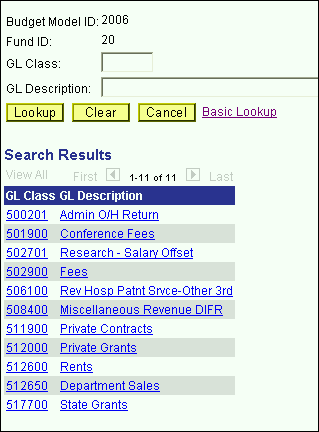 Budget Model ID: 2006
Fund ID: 20
GL Class:
GL Description:
Lookup Clear Cancel Basic Lookup
Search Results
View All First 1-11 of 11 Last
GL Class GL Description
500201 Admin O/H Return
501900 Conference Fees
502701 Research - Salary Offset
502900 Fees
506100 Rev Hosp Patnt Srvce-Other 3rd
508400 Miscellaneous Revenue DIFR
511900 Private Contracts
512000 Private Grants
512600 Rents
512650 Department Sales
517700 State Grants